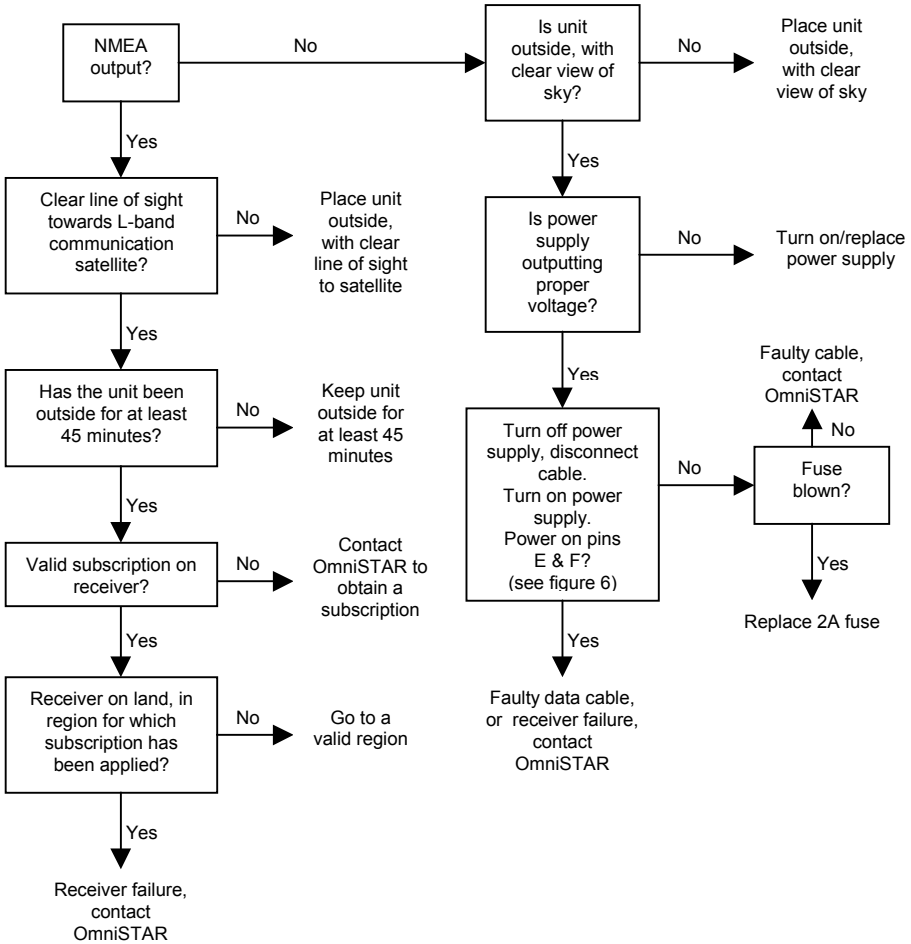 NMEA
output?
No
Is unit
outside, with
clear view of
sky?
No
Place unit
outside,
with clear
view of sky
Yes
Yes
Clear line of sight
towards L-band
communication
satellite?
No
Place unit
outside,
with clear
line of sight
to satellite
Is power
supply
outputting
proper
voltage?
No
Turn on/replace
power supply
Yes
Yes
Has the unit been
outside for at least
45 minutes?
No
Keep unit
outside for
at least 45
minutes
Turn off power
supply, disconnect
cable.
Turn on power
supply.
Power on pins
E & F?
(see figure 6)
No
Faulty cable,
contact
OmniSTAR
No
Fuse
blown?
Yes
Replace 2A fuse
Yes
Valid subscription on
receiver?
No
Contact
OmniSTAR to
obtain a
subscription
Yes
Yes
Faulty data cable,
or receiver failure,
contact
OmniSTAR
Receiver on land, in
region for which
subscription has
been applied?
No
Go to a
valid region
Yes
Receiver failure,
contact
OmniSTAR